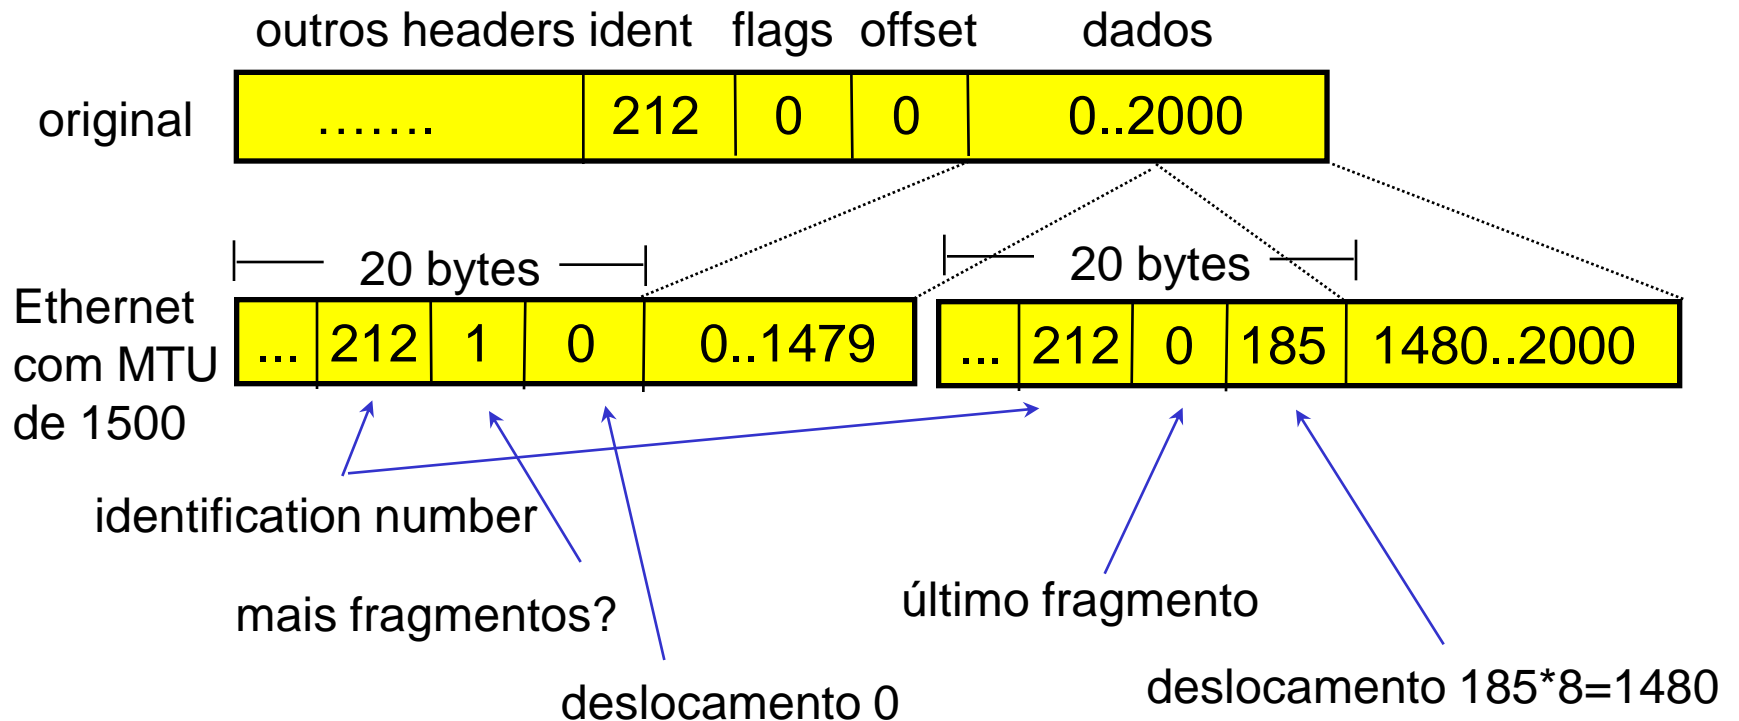 outros headers ident flags offset dados
original ....... 212 0 0 0..2000
20 bytes 20 bytes
Ethernet
com MTU
de 1500
... 212 1 0 0..1479 ... 212 0 185 1480..2000
identification number
mais fragmentos?
último fragmento
deslocamento 0
deslocamento 185*8=1480